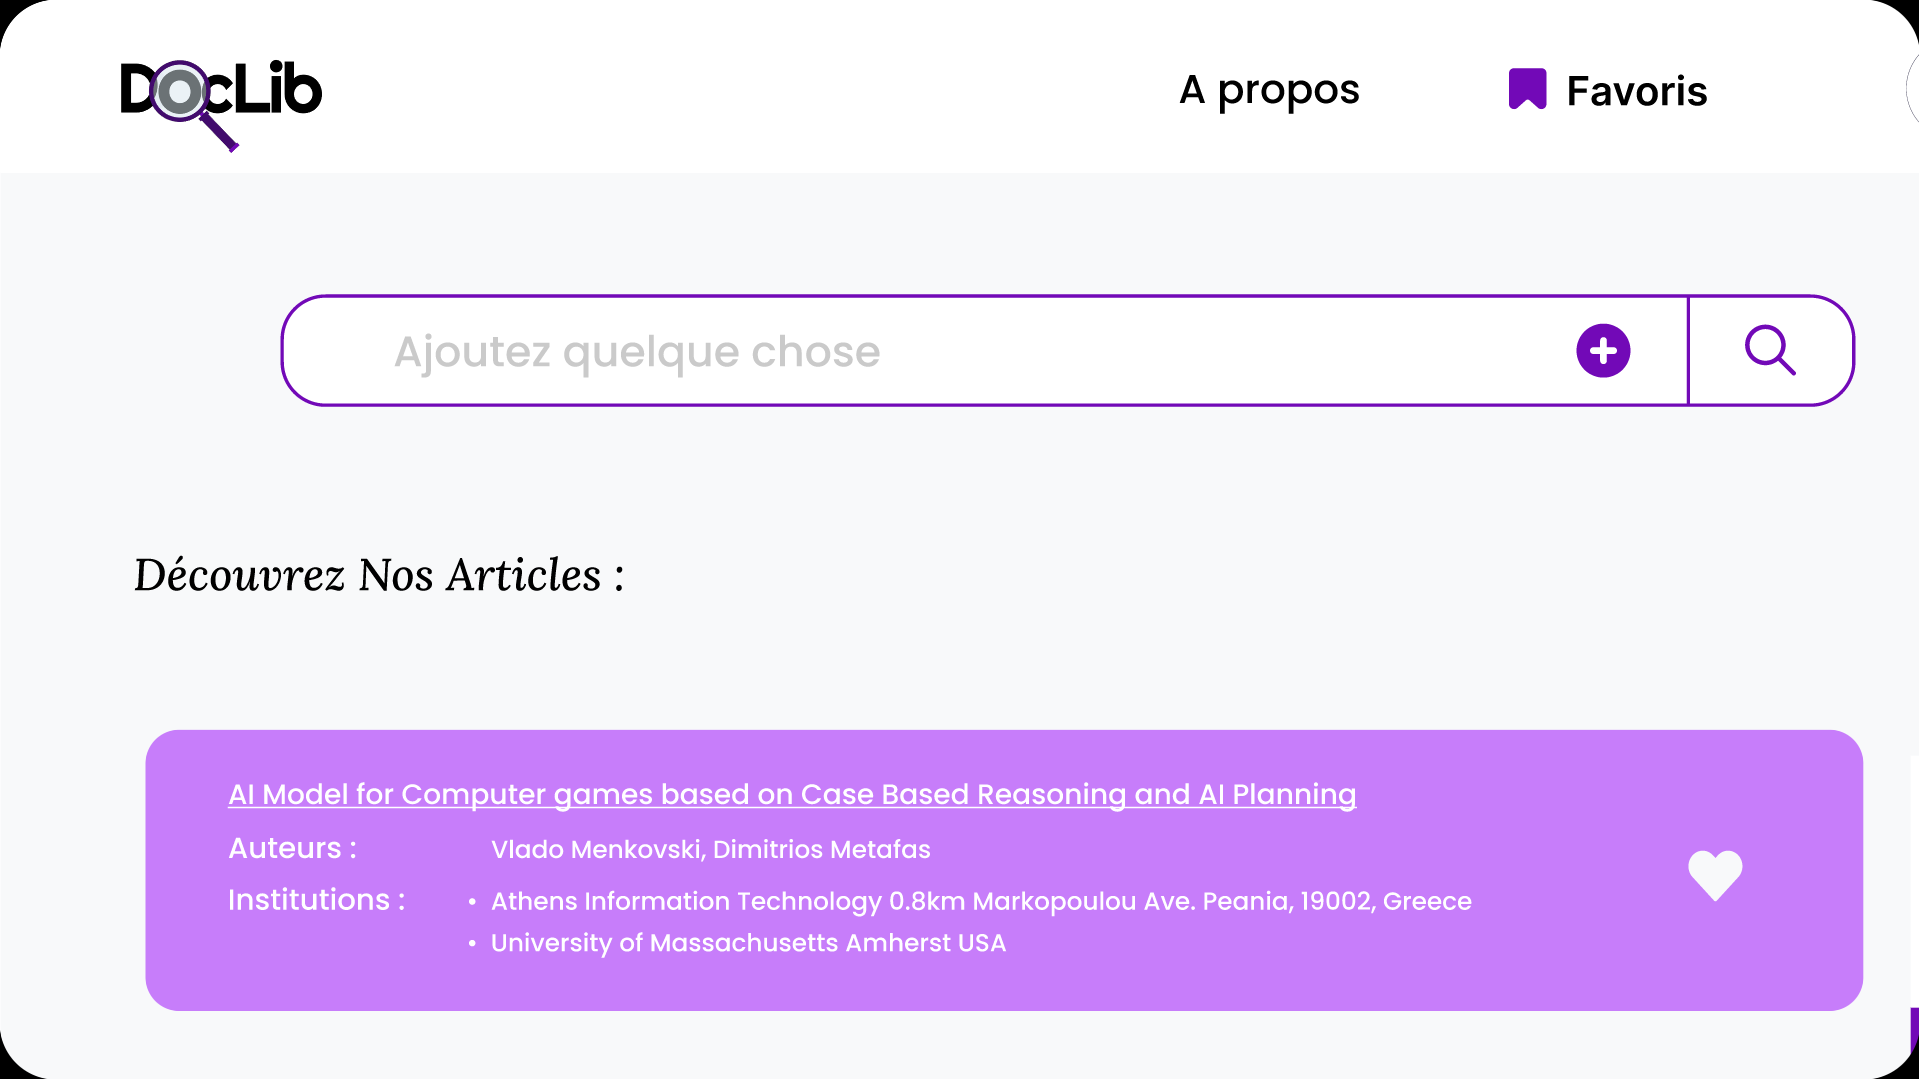 DocLib
A propos
Favoris
Ajoutez quelque chose
Découvrez Nos Articles :
AI Model for Computer games based on Case Based Reasoning and AI Planning
Auteurs : Vlado Menkovski, Dimitrios Metafas
Institutions : • Athens Information Technology 0.8km Markopoulou Ave. Peania, 19002, Greece
• University of Massachusetts Amherst USA